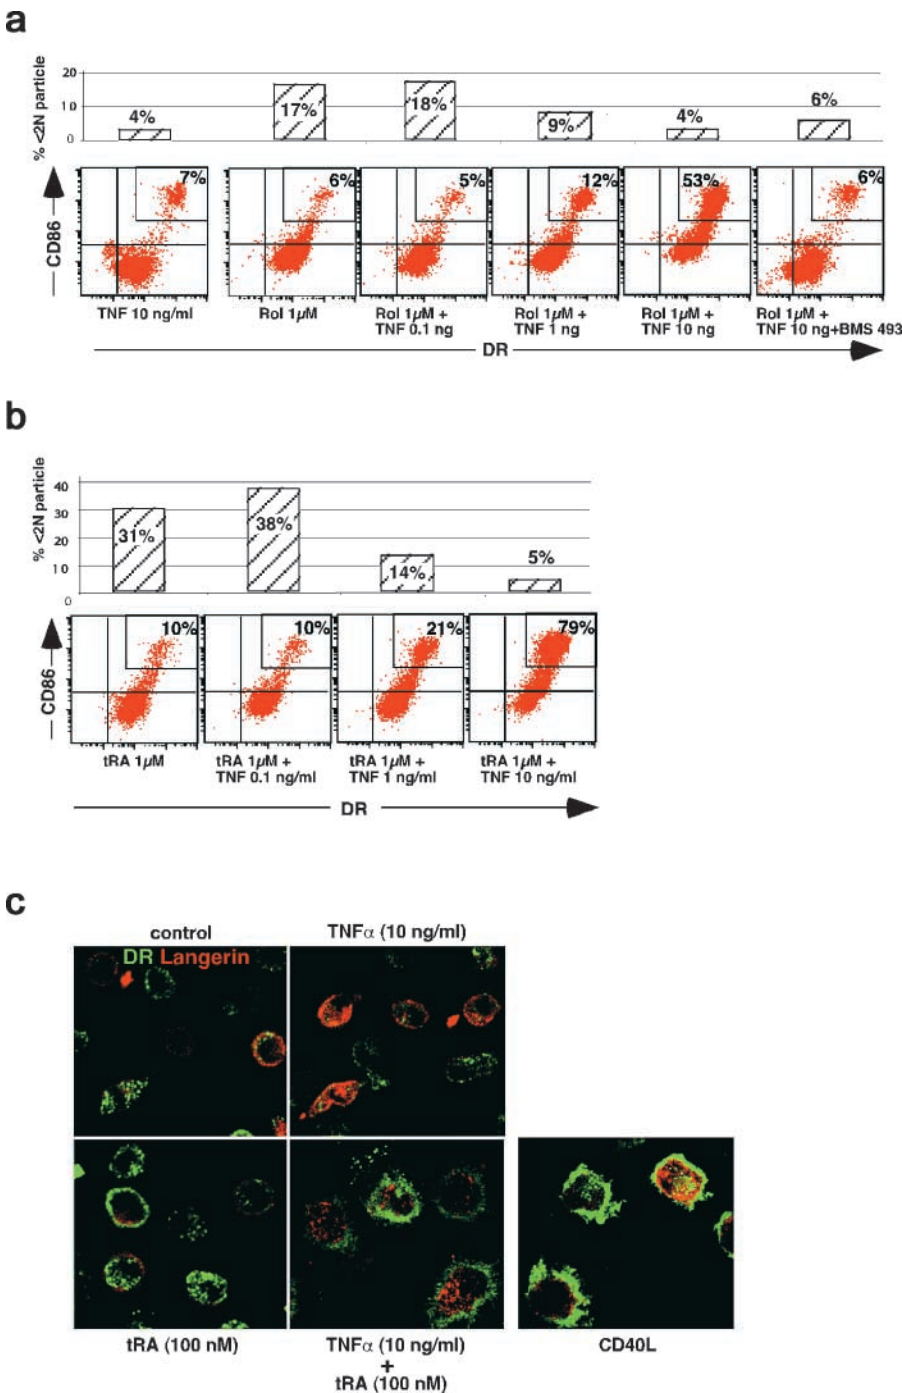 a
% <2N particle
20
10
0
4%
17%
18%
9%
4%
6%
CD86
7%
6%
5%
12%
53%
6%
TNF 10 ng/ml
Rol 1µM
Rol 1µM +
TNF 0.1 ng
Rol 1µM +
TNF 1 ng
Rol 1µM +
TNF 10 ng
Rol 1µM +
TNF 10 ng+BMS 493
DR
b
% <2N particle
40
30
20
10
0
31%
38%
14%
5%
CD86
10%
10%
21%
79%
tRA 1µM
tRA 1µM +
TNF 0.1 ng/ml
tRA 1µM +
TNF 1 ng/ml
tRA 1µM +
TNF 10 ng/ml
DR
c
control
TNFα (10 ng/ml)
DR Langerin
tRA (100 nM)
TNFα (10 ng/ml)
+
tRA (100 nM)
CD40L